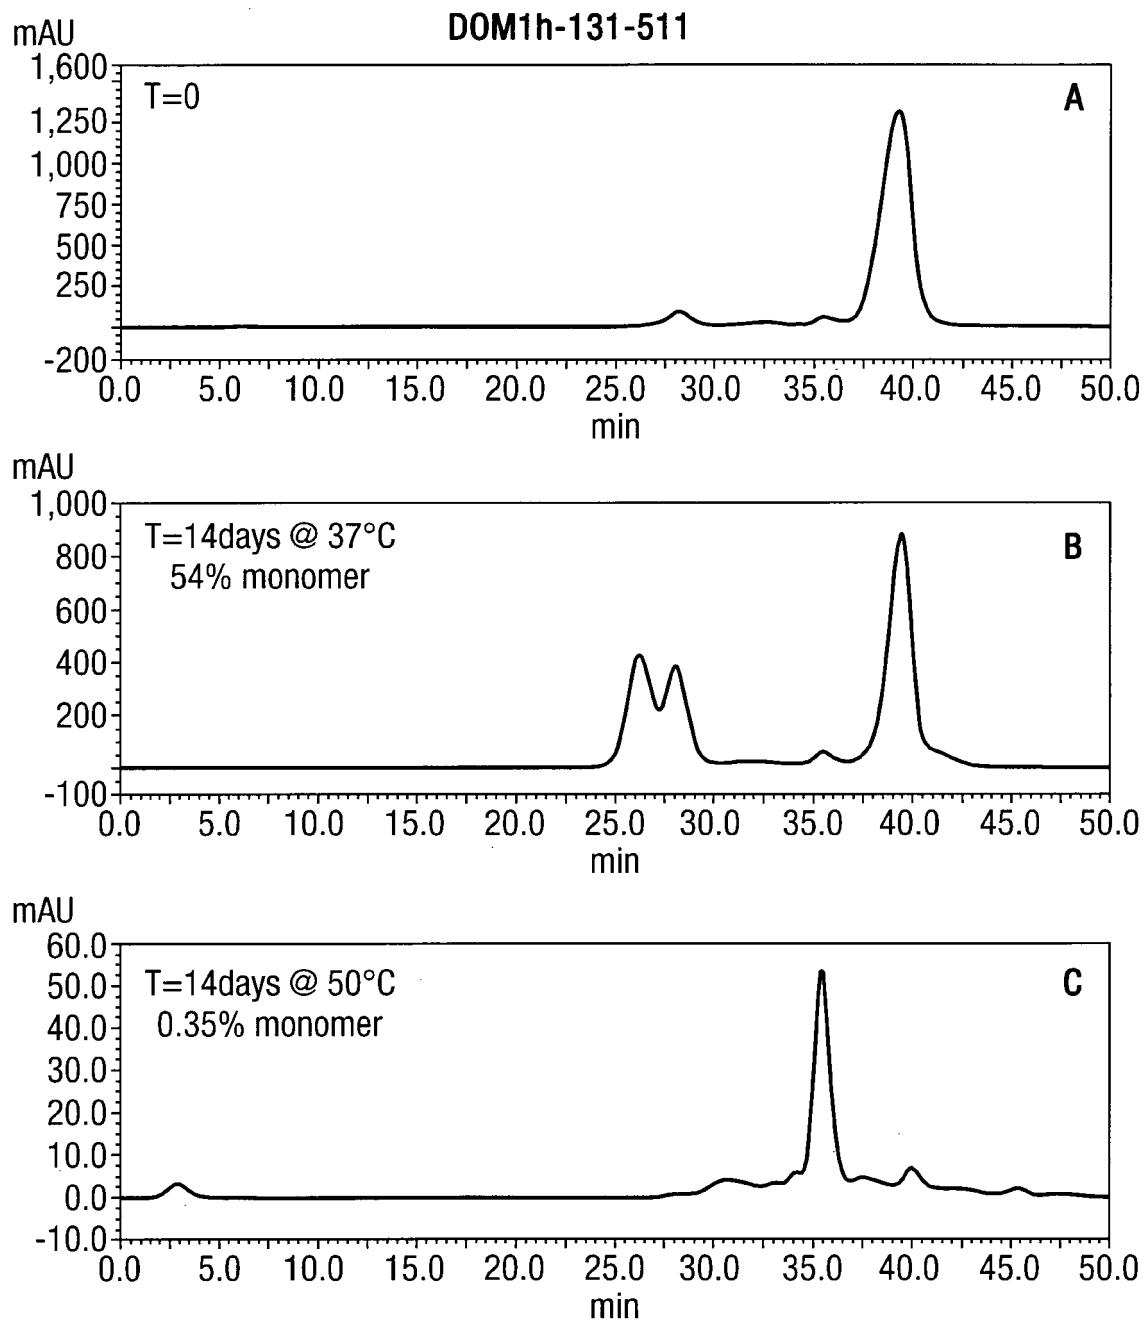 DOM1h-131-511
mAU
1,600
1,250
1,000
750
500
250
-200
T=0
A
0.0 5.0 10.0 15.0 20.0 25.0 30.0 35.0 40.0 45.0 50.0
min
mAU
1,000
800
600
400
200
-100
T=14days @ 37°C
54% monomer
B
0.0 5.0 10.0 15.0 20.0 25.0 30.0 35.0 40.0 45.0 50.0
min
mAU
60.0
50.0
40.0
30.0
20.0
10.0
0.0
-10.0
T=14days @ 50°C
0.35% monomer
C
0.0 5.0 10.0 15.0 20.0 25.0 30.0 35.0 40.0 45.0 50.0
min